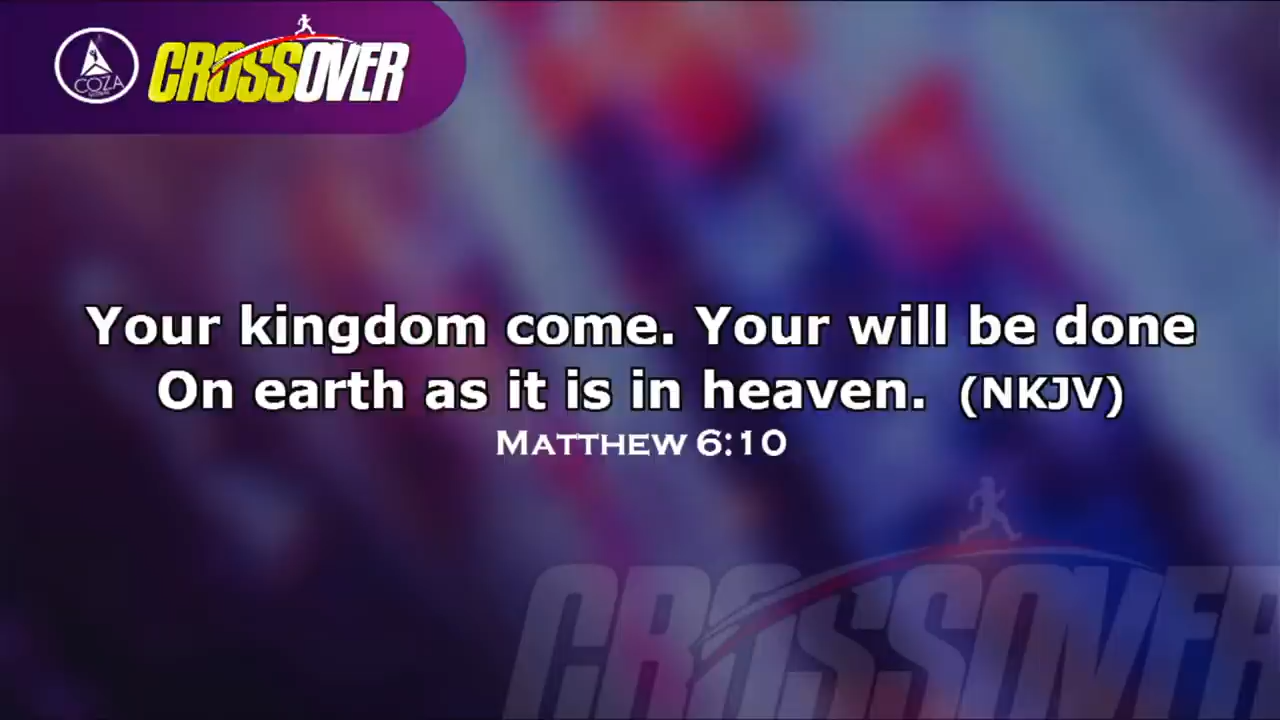 COZA
CROSSOVER
Your kingdom come. Your will be done
On earth as it is in heaven. (NKJV)
MATTHEW 6:10
CROSSOVER